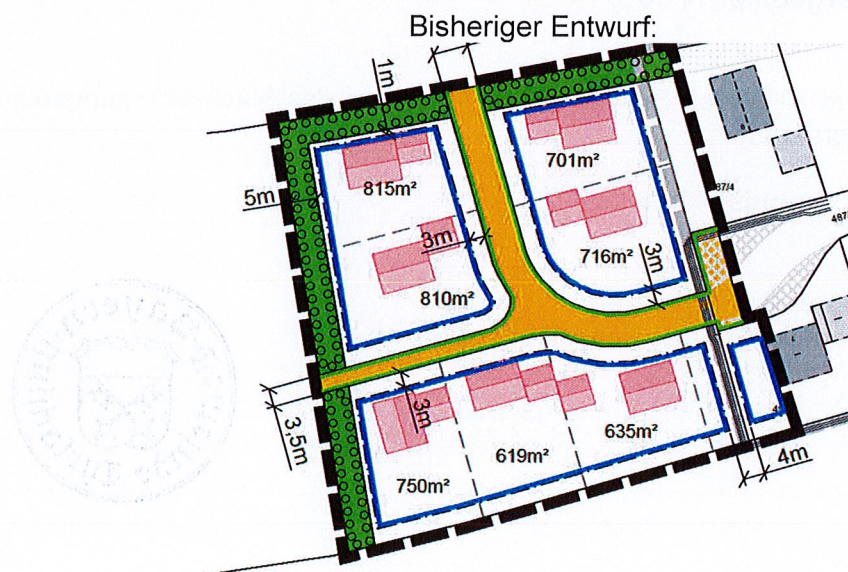 Bisheriger Entwurf:
1m
5m
815m²
701m²
87/4
487/
3m
716m²
3m
810m²
3,5m
3m
750m²
619m²
635m²
4m